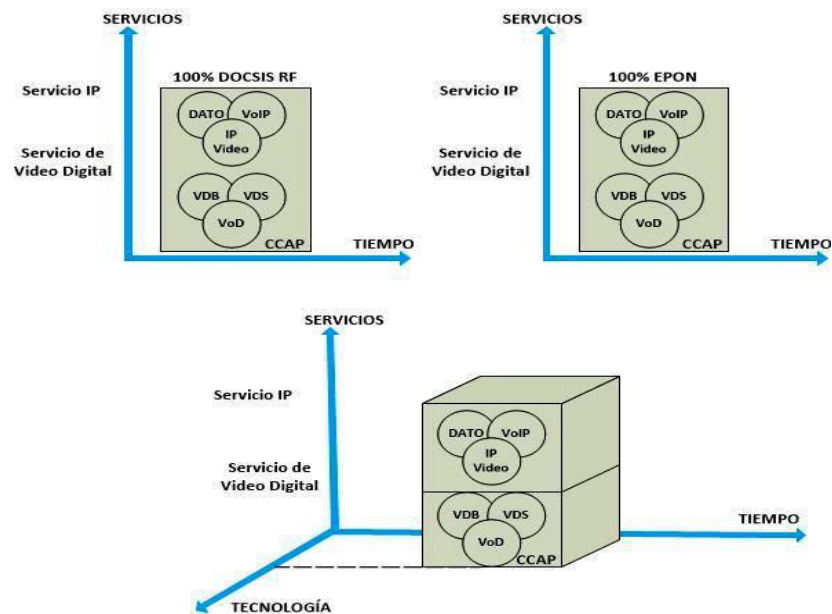 SERVICIOS
Servicio IP
Servicio de
Video Digital
100% DOCSIS RF
DATO
VoIP
IP
Video
VDB
VDS
VoD
CCAP
TIEMPO
SERVICIOS
Servicio IP
Servicio de
Video Digital
100% EPON
DATO
VoIP
IP
Video
VDB
VDS
VoD
CCAP
TIEMPO
SERVICIOS
Servicio IP
Servicio de
Video Digital
DATO
VoIP
IP
Video
VDB
VDS
VoD
CCAP
TIEMPO
TECNOLOGÍA